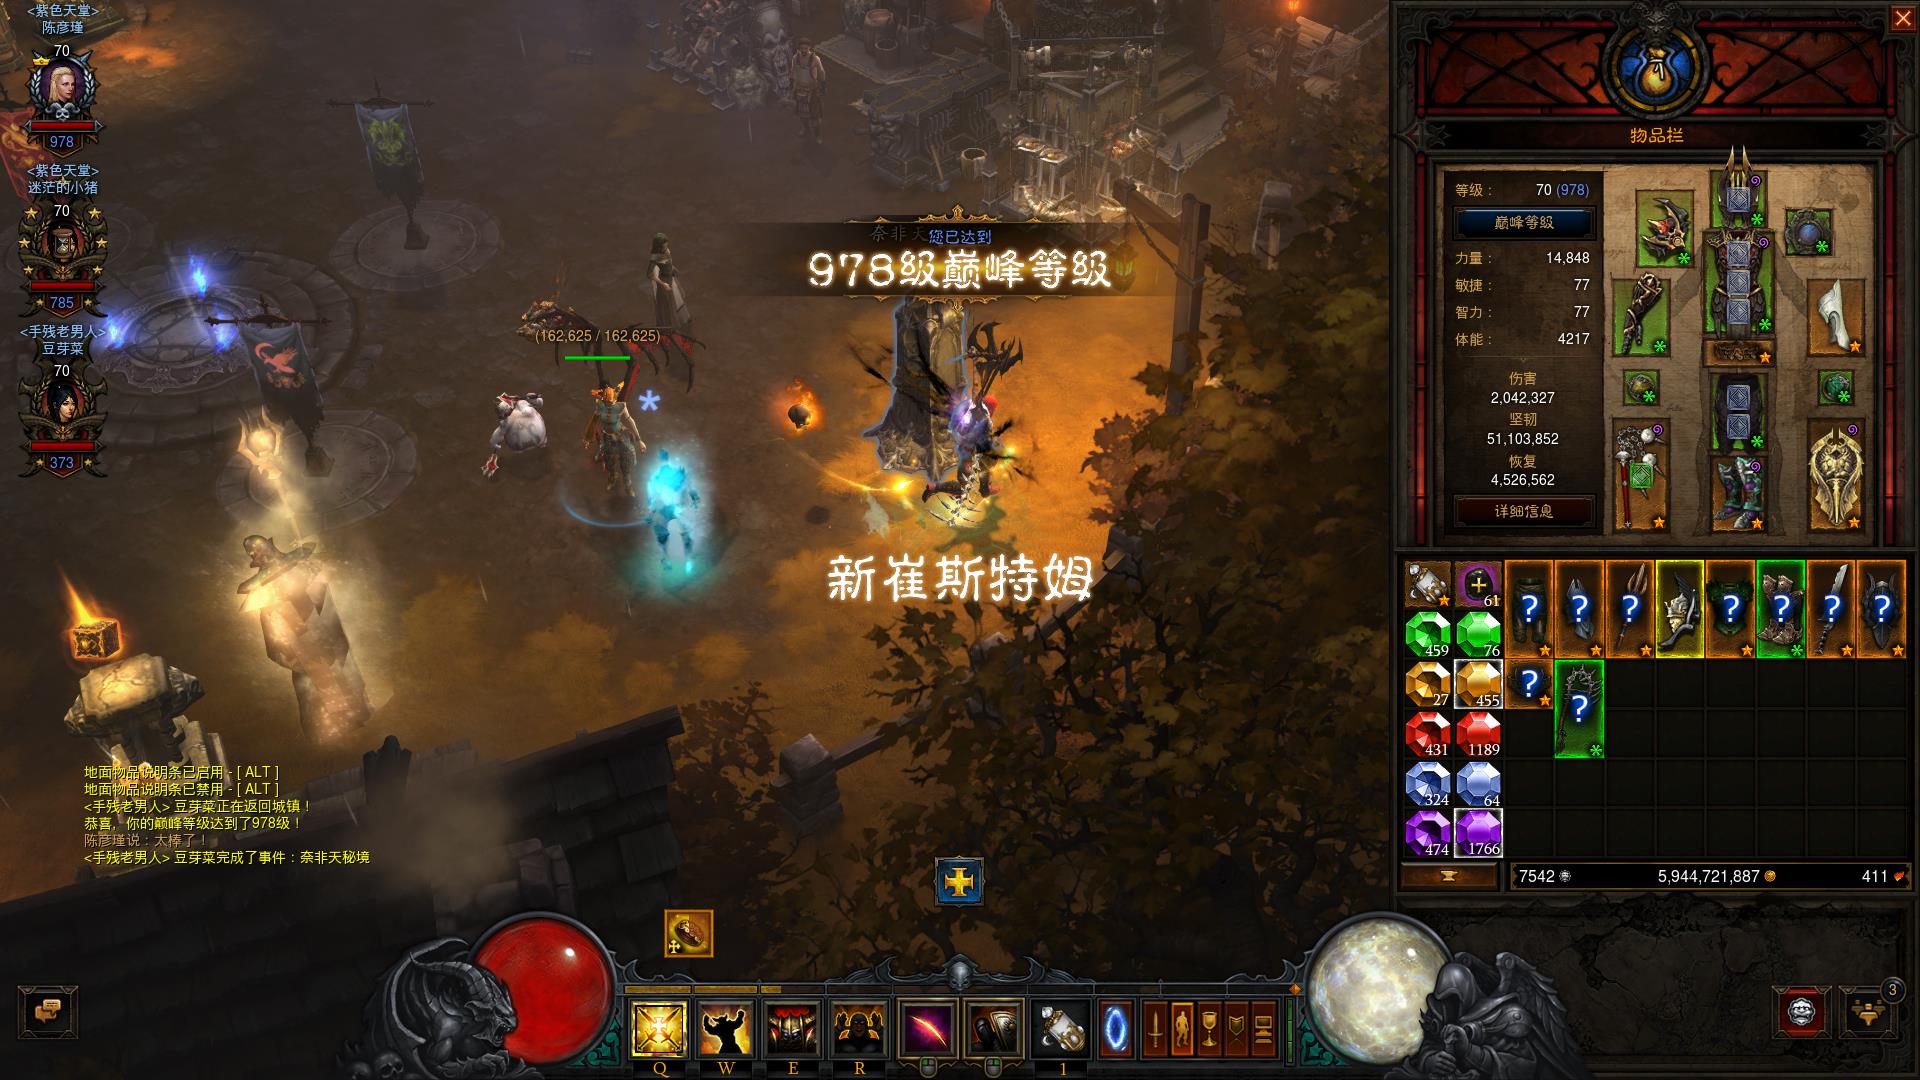 <紫色天堂>
陈彦瑾
70
978
<紫色天堂>
迷茫的小猪
70
785
<手残老男人>
豆芽菜
70
373
(162,625 / 162,625)
奈非天
您已达到
978级巅峰等级
新崔斯特姆
地面物品说明条已启用 - [ ALT ]
地面物品说明条已禁用 - [ ALT ]
<手残老男人> 豆芽菜正在返回城镇！
恭喜，你的巅峰等级达到了978级！
陈彦瑾说：太棒了！
<手残老男人> 豆芽菜完成了事件：奈非天秘境
Q
W
E
R
1
物品栏
等级：
70 (978)
巅峰等级
力量：
14,848
敏捷：
77
智力：
77
体能：
4217
伤害
2,042,327
坚韧
51,103,852
恢复
4,526,562
详细信息
61
? ? ? ? ? ? ?
459
76
27
455
?
?
431
1189
324
64
474
1766
7542
5,944,721,887
411
3